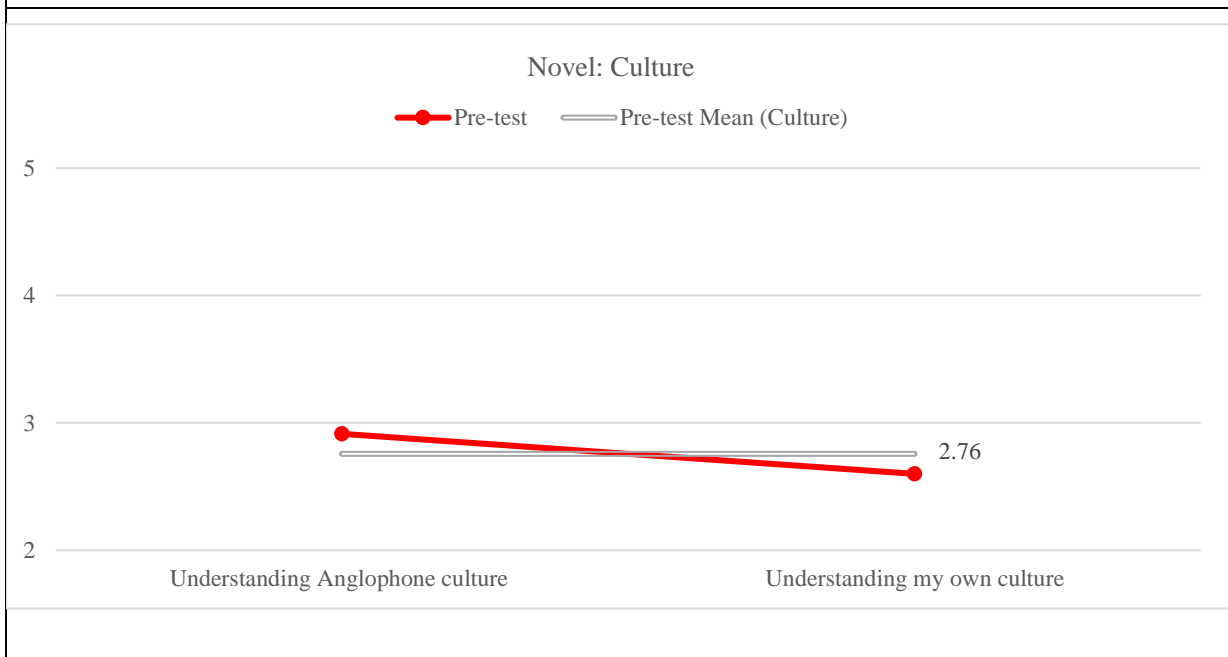 Novel: Culture
Pre-test Pre-test Mean (Culture)
5
4
3
2.76
2
Understanding Anglophone culture Understanding my own culture